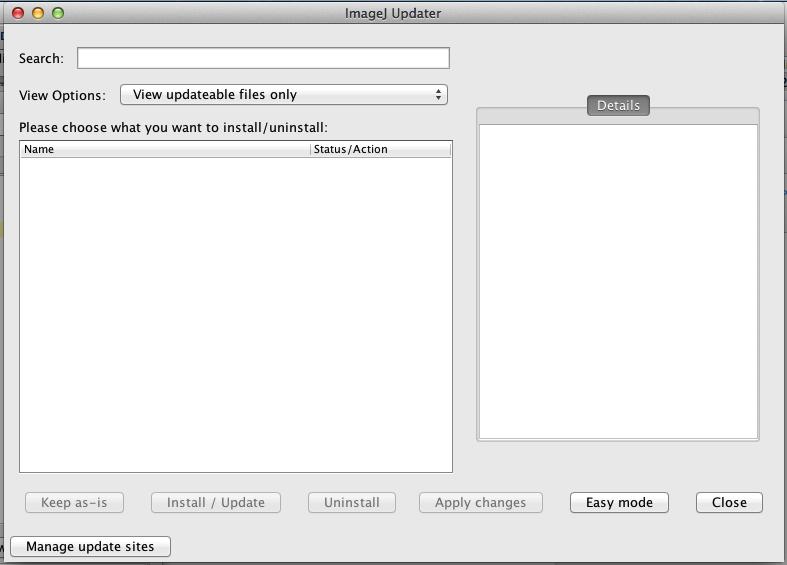 ImageJ Updater
Search:
View Options: View updateable files only
Details
Please choose what you want to install/uninstall:
Name Status/Action
Keep as-is Install / Update Uninstall Apply changes Easy mode Close
Manage update sites